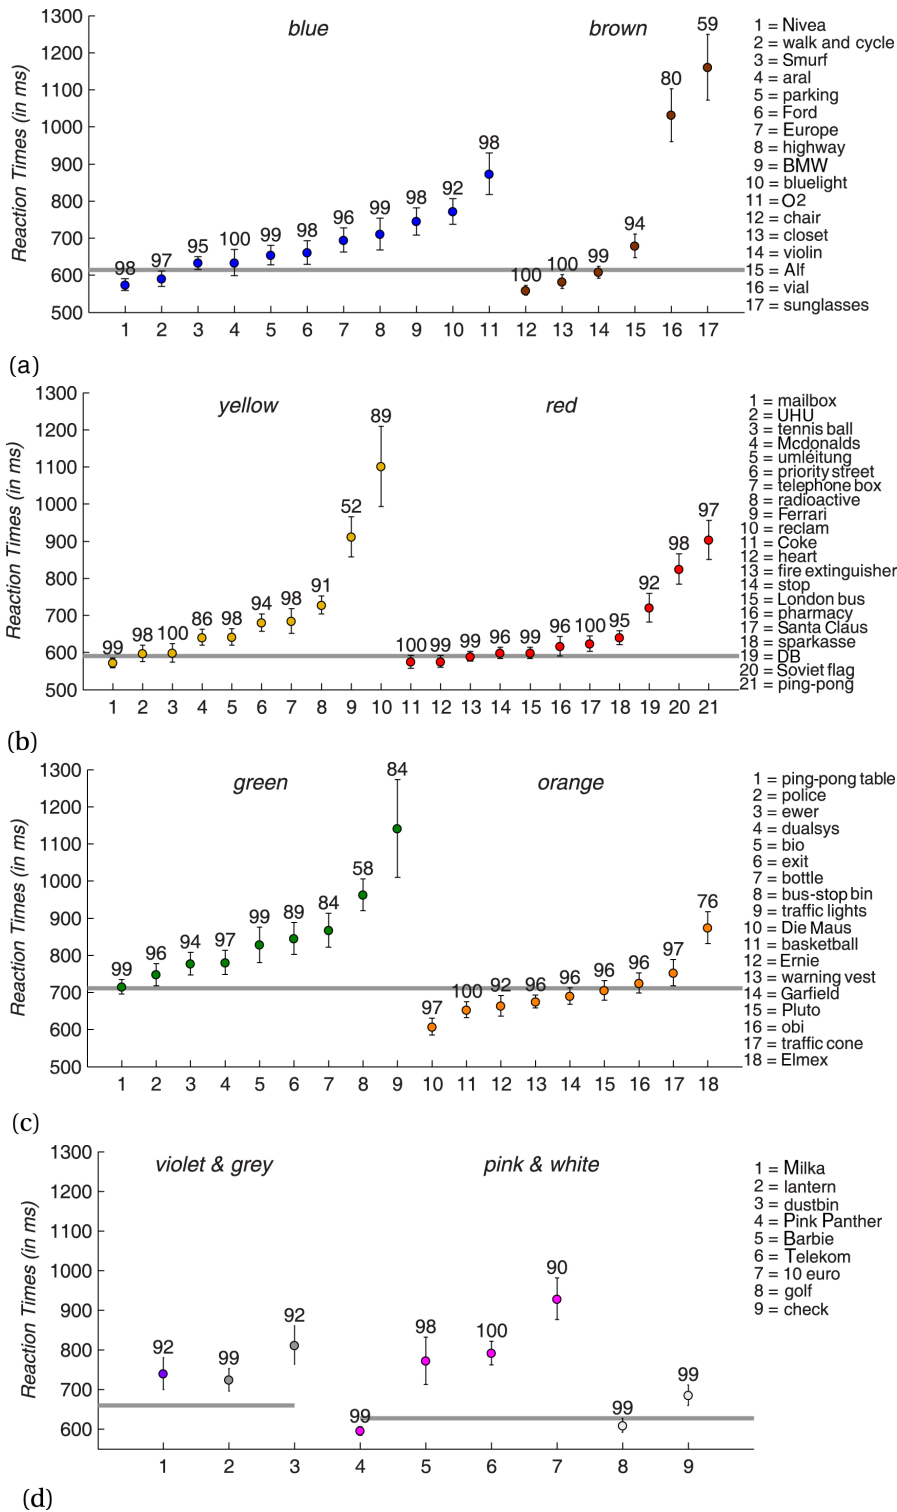 1300
1200
1100
1000
900
800
700
600
500
Reaction Times (in ms)
blue
brown
98
97
95
100
99
98
96
99
98
92
98
100
100
99
94
80
59
1 2 3 4 5 6 7 8 9 10 11 12 13 14 15 16 17
1 = Nivea
2 = walk and cycle
3 = Smurf
4 = aral
5 = parking
6 = Ford
7 = Europe
8 = highway
9 = BMW
10 = bluelight
11 = O2
12 = chair
13 = closet
14 = violin
15 = Alf
16 = vial
17 = sunglasses
(a)
1300
1200
1100
1000
900
800
700
600
500
Reaction Times (in ms)
yellow
red
99
98
100
86
98
94
98
91
52
89
100
99
99
96
99
96
100
95
92
98
97
1 2 3 4 5 6 7 8 9 10 11 12 13 14 15 16 17 18 19 20 21
1 = mailbox
2 = UHU
3 = tennis ball
4 = Mcdonalds
5 = umleitung
6 = priority street
7 = telephone box
8 = radioactive
9 = Ferrari
10 = reclam
11 = Coke
12 = heart
13 = fire extinguisher
14 = stop
15 = London bus
16 = pharmacy
17 = Santa Claus
18 = sparkasse
19 = DB
20 = Soviet flag
21 = ping-pong
(b)
1300
1200
1100
1000
900
800
700
600
500
Reaction Times (in ms)
green
orange
99
96
94
97
99
89
84
58
84
97
100
92
96
96
96
96
97
76
1 2 3 4 5 6 7 8 9 10 11 12 13 14 15 16 17 18
1 = ping-pong table
2 = police
3 = ewer
4 = dualsys
5 = bio
6 = exit
7 = bottle
8 = bus-stop bin
9 = traffic lights
10 = Die Maus
11 = basketball
12 = Ernie
13 = warning vest
14 = Garfield
15 = Pluto
16 = obi
17 = traffic cone
18 = Elmex
(c)
1300
1200
1100
1000
900
800
700
600
Reaction Times (in ms)
violet & grey
pink & white
92
99
92
99
98
100
90
99
99
1 2 3 4 5 6 7 8 9
1 = Milka
2 = lantern
3 = dustbin
4 = Pink Panther
5 = Barbie
6 = Telekom
7 = 10 euro
8 = golf
9 = check
(d)